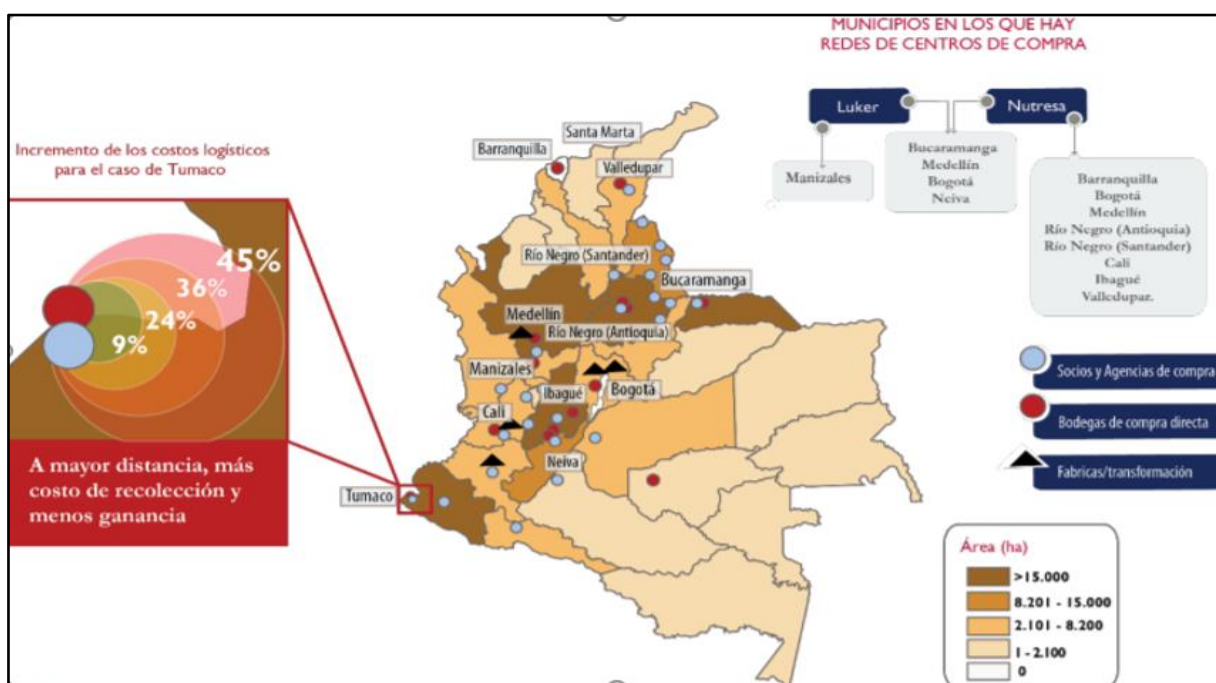 MUNICIPIOS EN LOS QUE HAY
REDES DE CENTROS DE COMPRA
Luker
Nutresa
Manizales
Bucaramanga
Medellín
Bogotá
Neiva
Barranquilla
Bogotá
Medellín
Río Negro (Antioquia)
Río Negro (Santander)
Cali
Ibagué
Valledupar.
Incremento de los costos logísticos
para el caso de Tumaco
45%
36%
24%
9%
A mayor distancia, más
costo de recolección y
menos ganancia
Santa Marta
Barranquilla
Valledupar
Río Negro (Santander)
Bucaramanga
Medellín
Río Negro (Antioquia)
Manizales
Ibagué
Bogotá
Cali
Neiva
Tumaco
Socios y Agencias de compra
Bodegas de compra directa
Fabricas/transformación
Área (ha)
>15.000
8.201 - 15.000
2.101 - 8.200
1 - 2.100
0